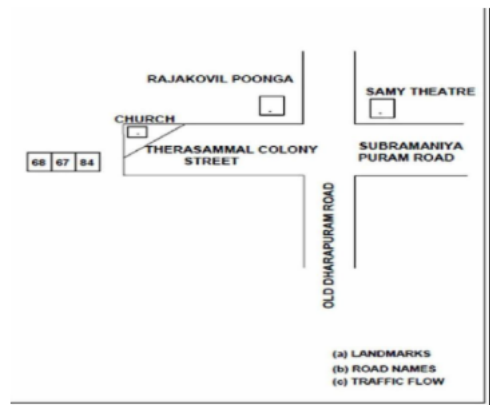 RAJAKOVIL POONGA
SAMY THEATRE
CHURCH
THERASAMMAL COLONY
STREET
SUBRAMANIYA
PURAM ROAD
68 67 84
OLD DHARAPURAM ROAD
(a) LANDMARKS
(b) ROAD NAMES
(c) TRAFFIC FLOW